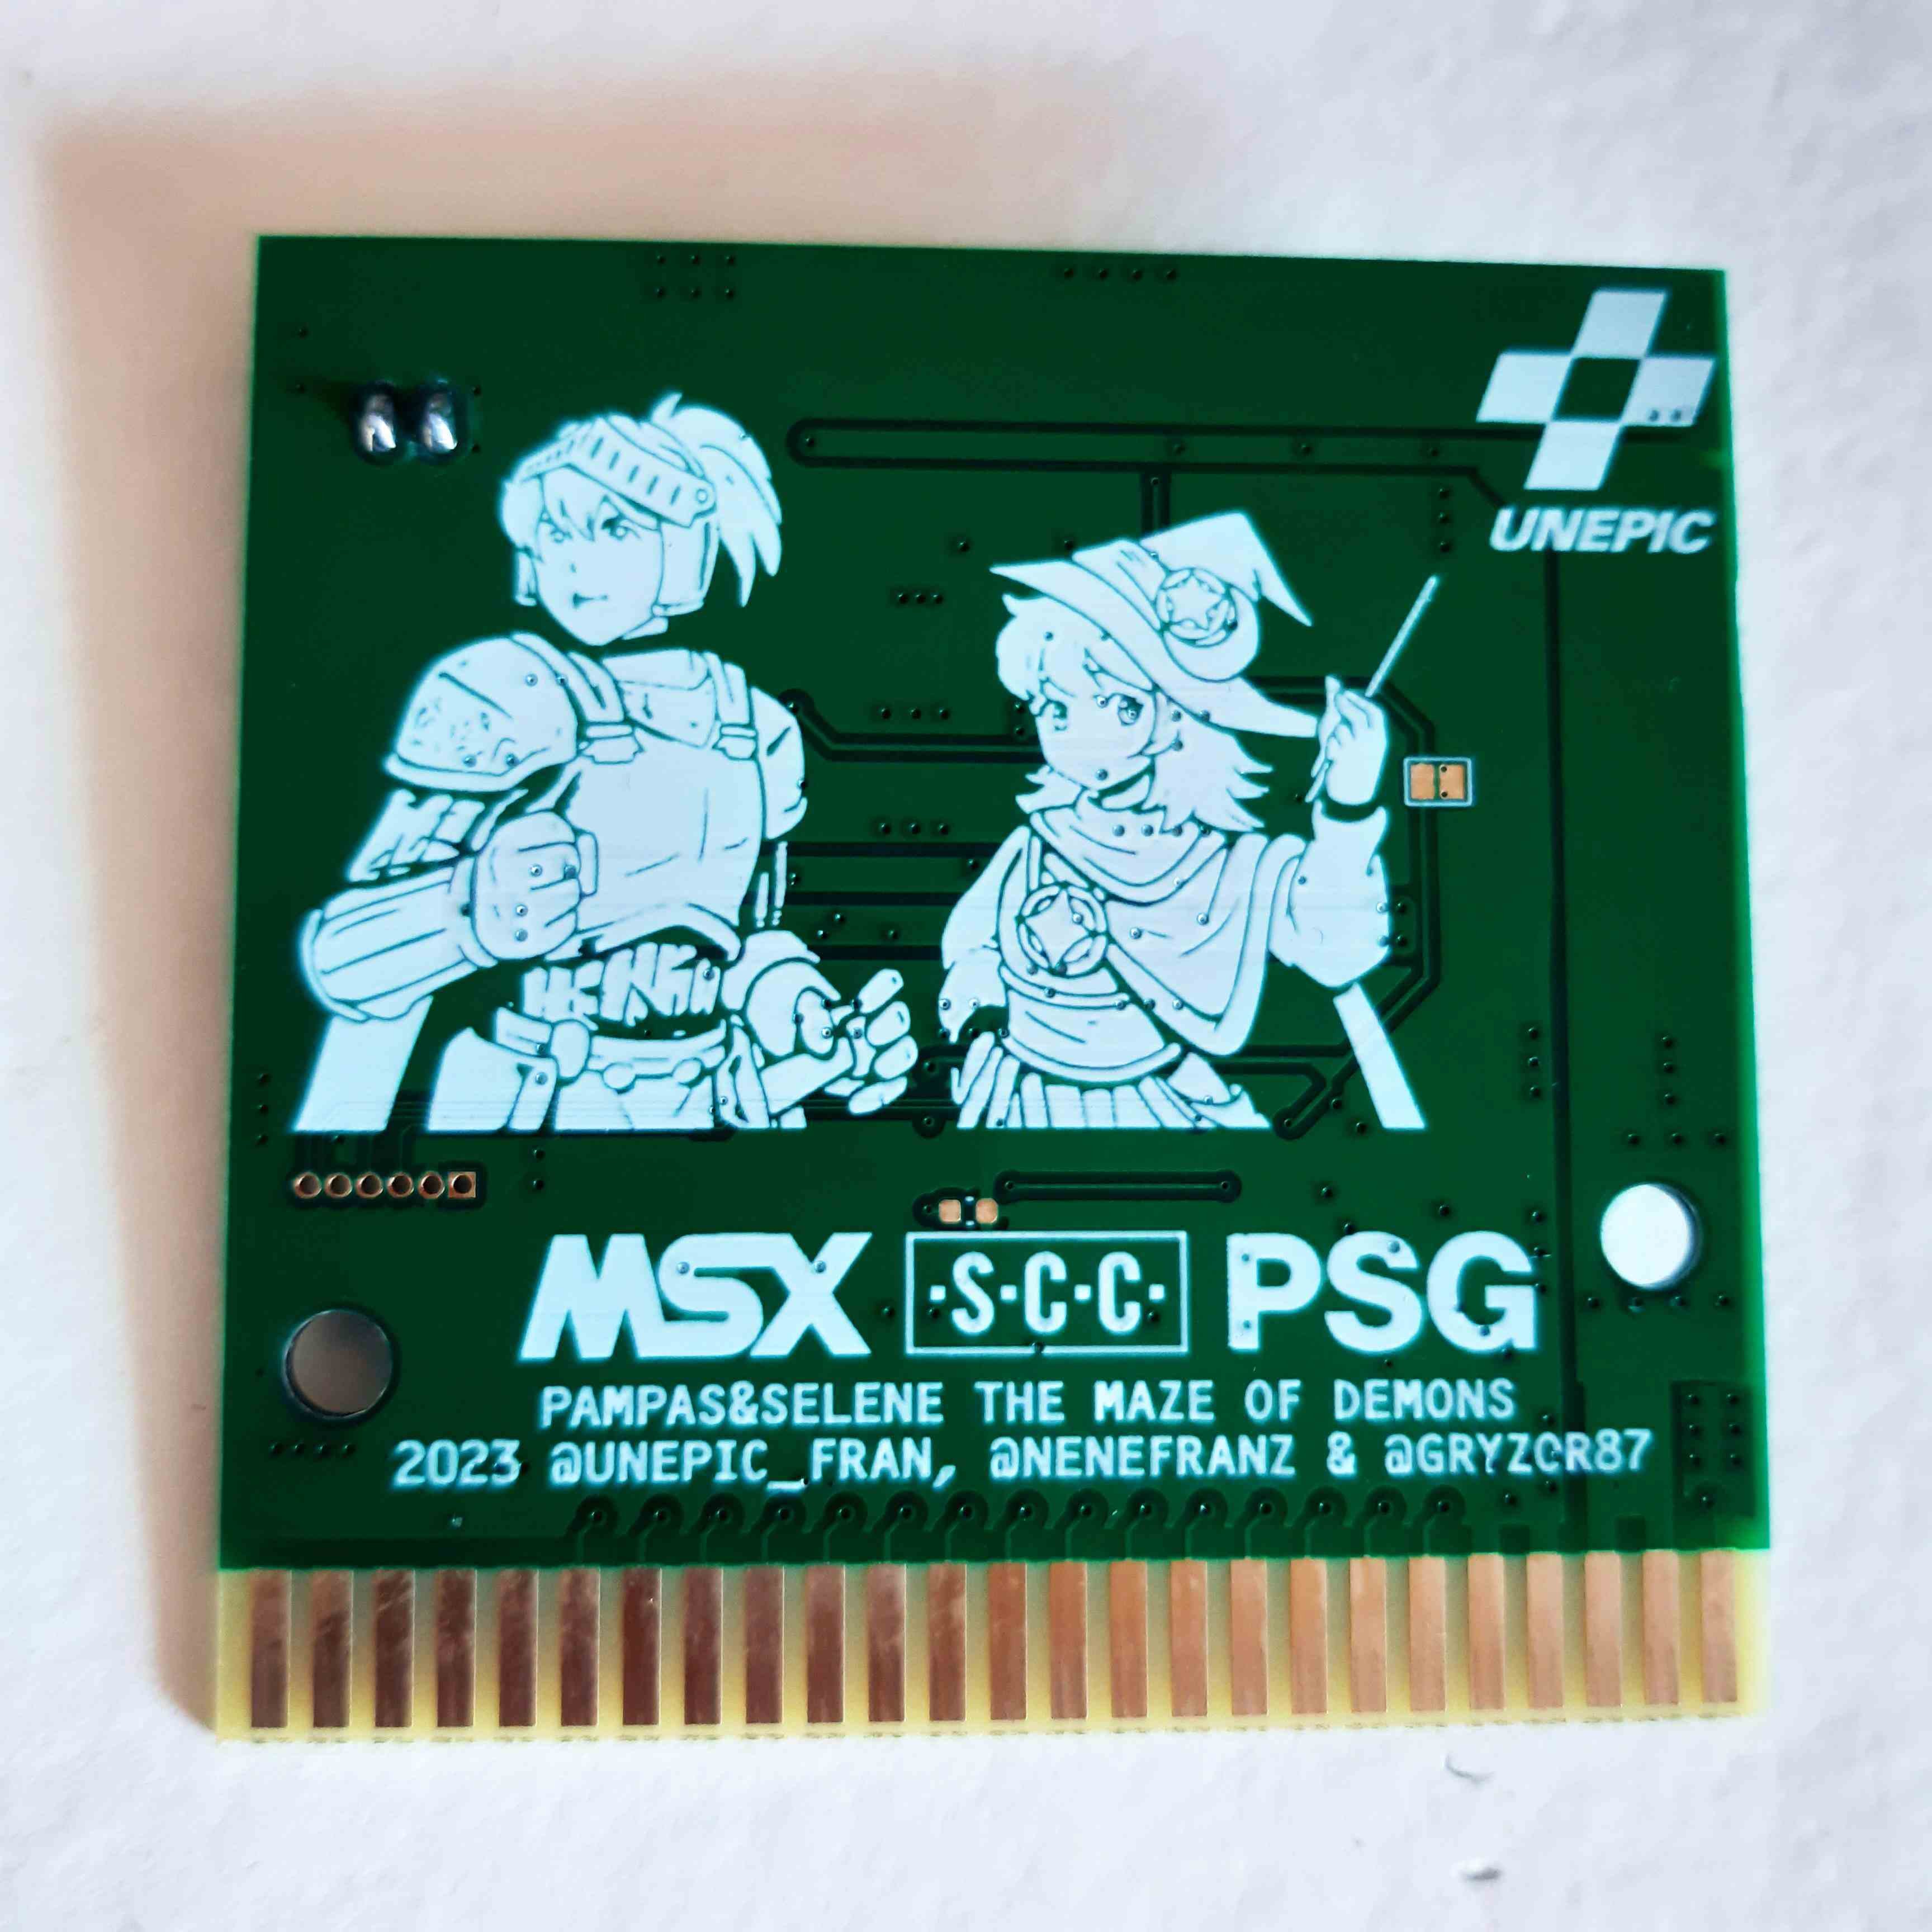 UNEPIC
MSX ·S·C·C· PSG
PAMPAS&SELENE THE MAZE OF DEMONS
2023 @UNEPIC_FRAN, @NENEFRANZ & @GRYZOR87